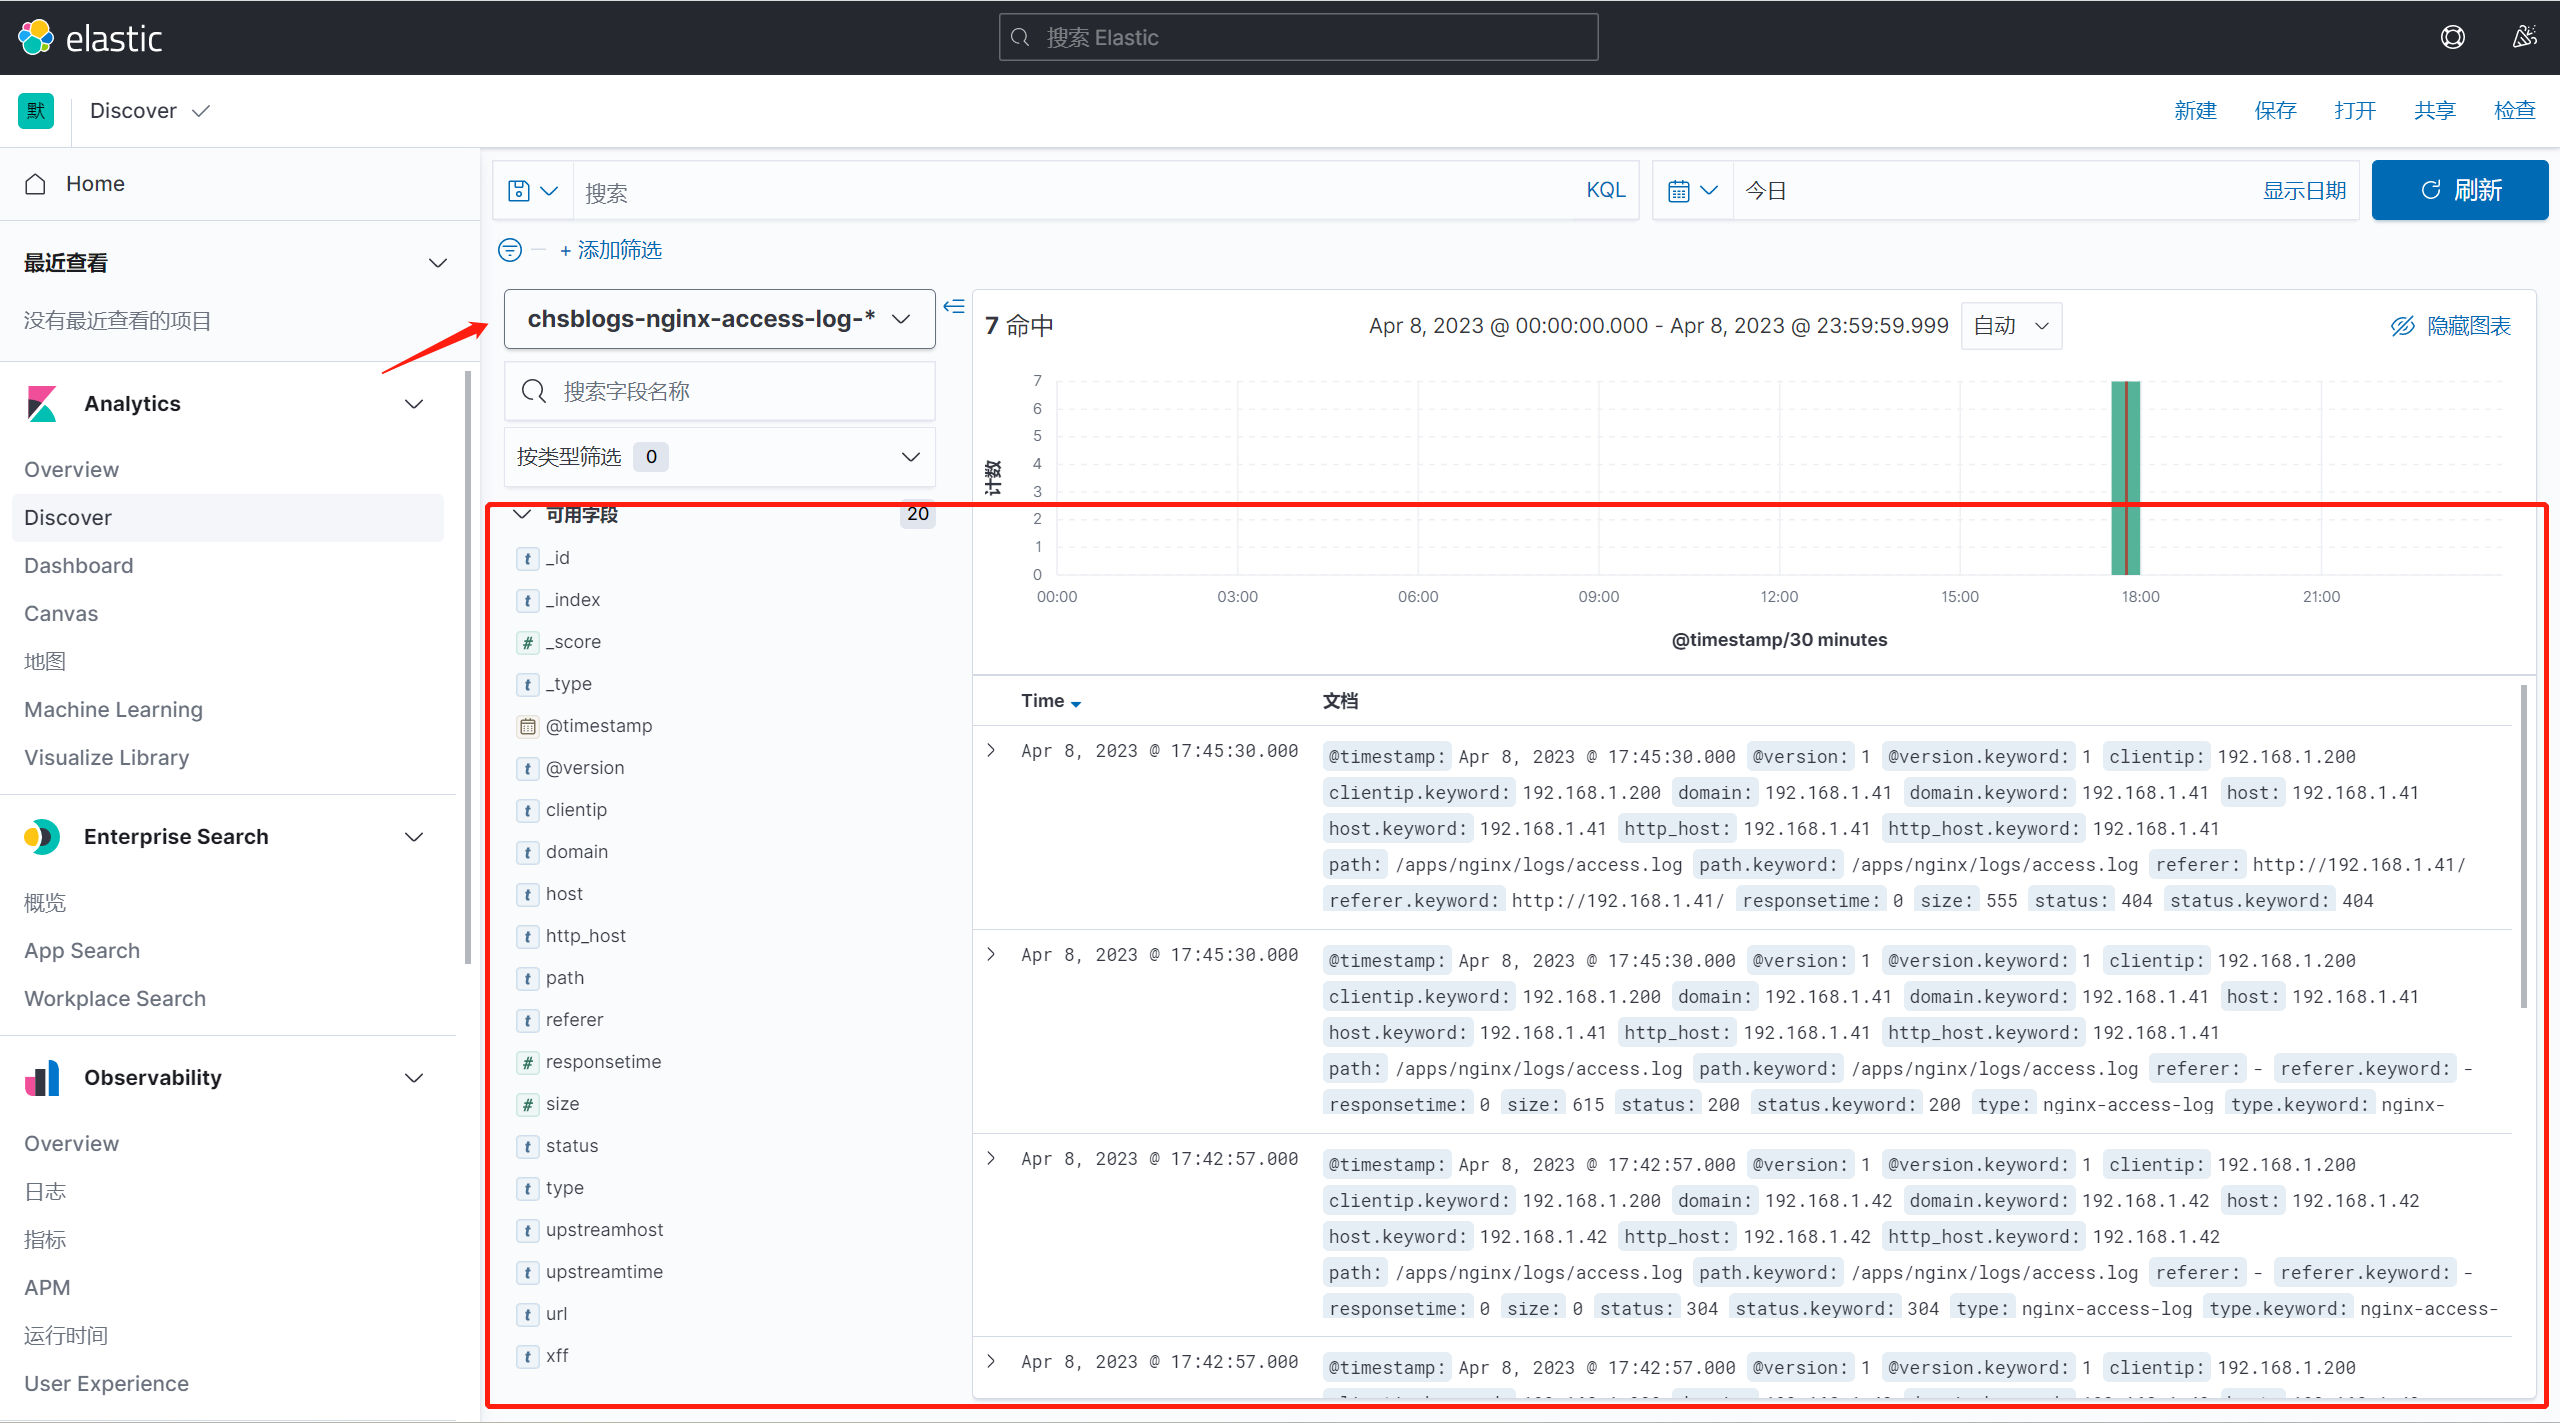 elastic
搜索 Elastic
默
Discover
新建
保存
打开
共享
检查
Home
最近查看
没有最近查看的项目
Analytics
Overview
Discover
Dashboard
Canvas
地图
Machine Learning
Visualize Library
Enterprise Search
概览
App Search
Workplace Search
Observability
Overview
日志
指标
APM
运行时间
User Experience
搜索
KQL
今日
显示日期
刷新
+ 添加筛选
chsblogs-nginx-access-log-*
搜索字段名称
按类型筛选 0
可用字段 20
t _id
t _index
# _score
t _type
@timestamp
t @version
t clientip
t domain
t host
t http_host
t path
t referer
# responsetime
# size
t status
t type
t upstreamhost
t upstreamtime
t url
t xff
7 命中
Apr 8, 2023 @ 00:00:00.000 - Apr 8, 2023 @ 23:59:59.999
自动
隐藏图表
计数
7
6
5
4
3
2
1
0
00:00 03:00 06:00 09:00 12:00 15:00 18:00 21:00
@timestamp/30 minutes
Time 文档
Apr 8, 2023 @ 17:45:30.000
@timestamp: Apr 8, 2023 @ 17:45:30.000 @version: 1 @version.keyword: 1 clientip: 192.168.1.200
clientip.keyword: 192.168.1.200 domain: 192.168.1.41 domain.keyword: 192.168.1.41 host: 192.168.1.41
host.keyword: 192.168.1.41 http_host: 192.168.1.41 http_host.keyword: 192.168.1.41
path: /apps/nginx/logs/access.log path.keyword: /apps/nginx/logs/access.log referer: http://192.168.1.41/
referer.keyword: http://192.168.1.41/ responsetime: 0 size: 555 status: 404 status.keyword: 404
Apr 8, 2023 @ 17:45:30.000
@timestamp: Apr 8, 2023 @ 17:45:30.000 @version: 1 @version.keyword: 1 clientip: 192.168.1.200
clientip.keyword: 192.168.1.200 domain: 192.168.1.41 domain.keyword: 192.168.1.41 host: 192.168.1.41
host.keyword: 192.168.1.41 http_host: 192.168.1.41 http_host.keyword: 192.168.1.41
path: /apps/nginx/logs/access.log path.keyword: /apps/nginx/logs/access.log referer: - referer.keyword: -
responsetime: 0 size: 615 status: 200 status.keyword: 200 type: nginx-access-log type.keyword: nginx-
Apr 8, 2023 @ 17:42:57.000
@timestamp: Apr 8, 2023 @ 17:42:57.000 @version: 1 @version.keyword: 1 clientip: 192.168.1.200
clientip.keyword: 192.168.1.200 domain: 192.168.1.42 domain.keyword: 192.168.1.42 host: 192.168.1.42
host.keyword: 192.168.1.42 http_host: 192.168.1.42 http_host.keyword: 192.168.1.42
path: /apps/nginx/logs/access.log path.keyword: /apps/nginx/logs/access.log referer: - referer.keyword: -
responsetime: 0 size: 0 status: 304 status.keyword: 304 type: nginx-access-log type.keyword: nginx-access-
Apr 8, 2023 @ 17:42:57.000
@timestamp: Apr 8, 2023 @ 17:42:57.000 @version: 1 @version.keyword: 1 clientip: 192.168.1.200